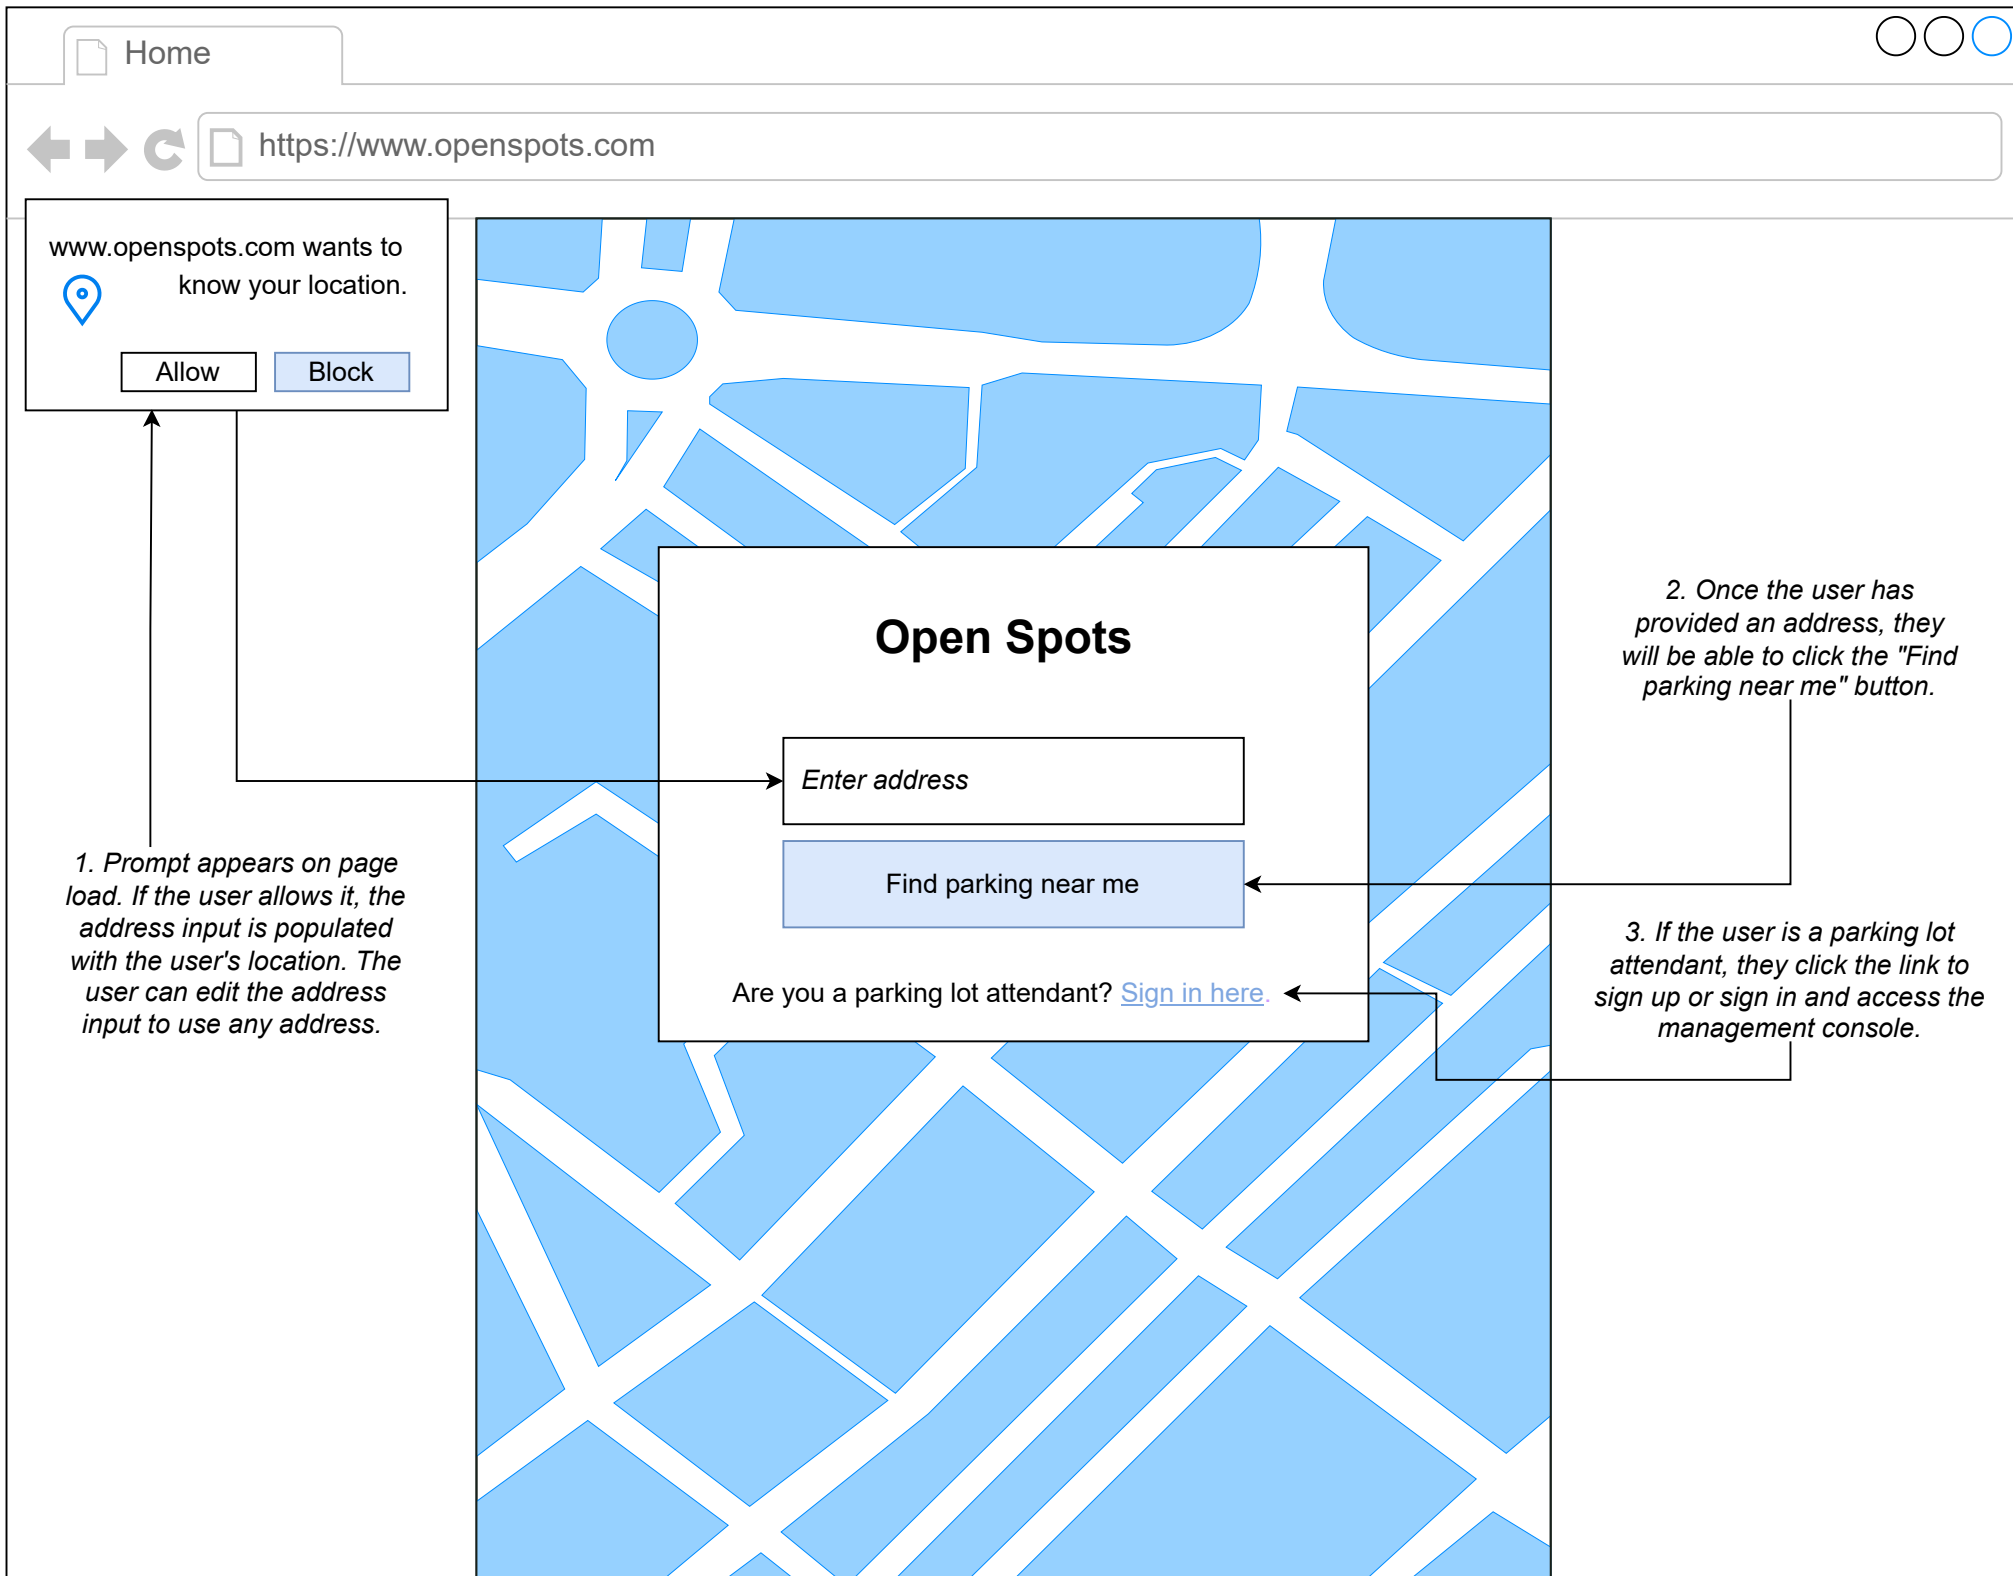 Home
https://www.openspots.com
www.openspots.com wants to
know your location.
Allow
Block
Open Spots
Enter address
Find parking near me
Are you a parking lot attendant? Sign in here.
1. Prompt appears on page
load. If the user allows it, the
address input is populated
with the user's location. The
user can edit the address
input to use any address.
2. Once the user has
provided an address, they
will be able to click the "Find
parking near me" button.
3. If the user is a parking lot
attendant, they click the link to
sign up or sign in and access the
management console.